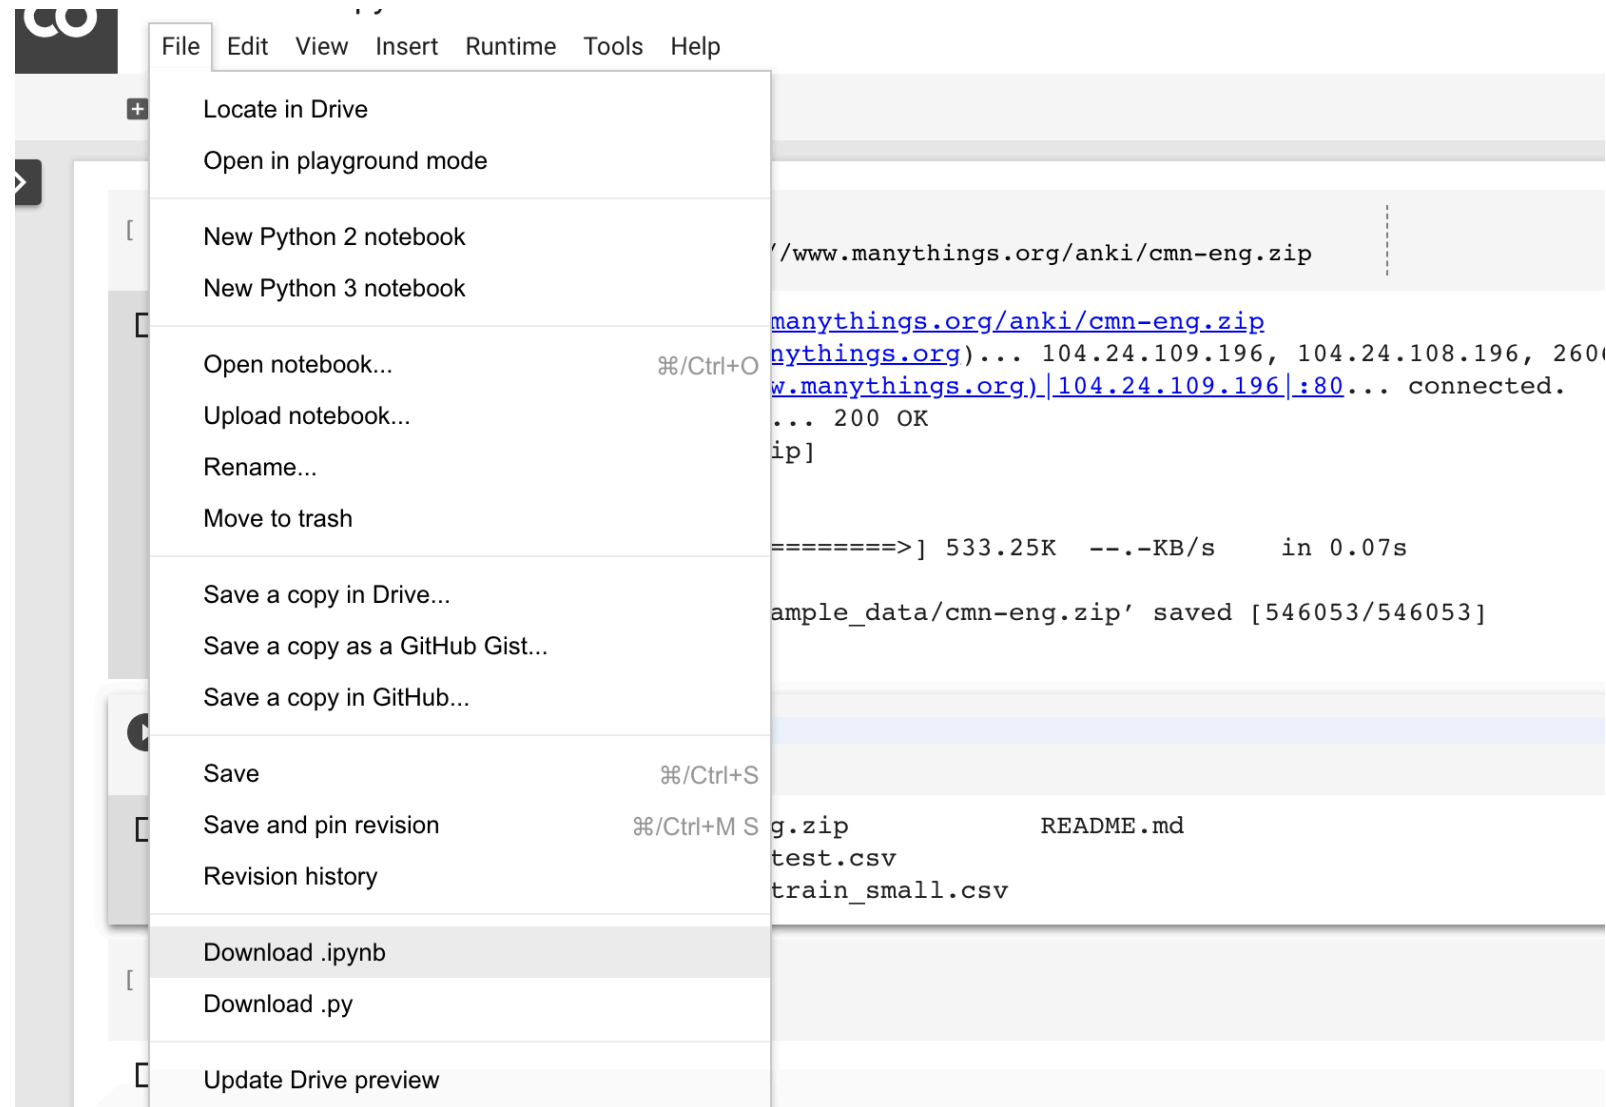 CO
File Edit View Insert Runtime Tools Help
Locate in Drive
Open in playground mode
New Python 2 notebook
New Python 3 notebook
Open notebook... ⌘/Ctrl+O
Upload notebook...
Rename...
Move to trash
Save a copy in Drive...
Save a copy as a GitHub Gist...
Save a copy in GitHub...
Save ⌘/Ctrl+S
Save and pin revision ⌘/Ctrl+M S
Revision history
Download .ipynb
Download .py
Update Drive preview
[
//www.manythings.org/anki/cmn-eng.zip
manythings.org/anki/cmn-eng.zip
nythings.org)... 104.24.109.196, 104.24.108.196, 260
w.manythings.org)|104.24.109.196|:80... connected.
... 200 OK
ip]
========>] 533.25K --.-KB/s in 0.07s
ample_data/cmn-eng.zip’ saved [546053/546053]
g.zip README.md
test.csv
train_small.csv
[